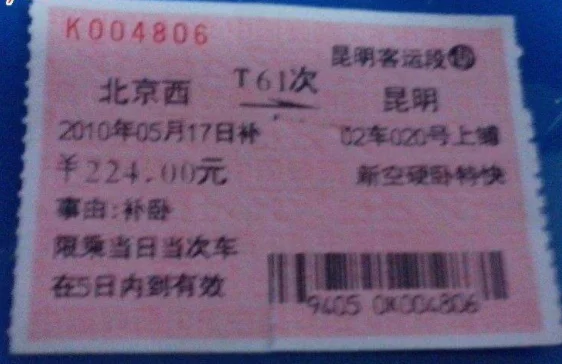 K004806
昆明客运段
北京西 T61次 昆明
2010年05月17日补 02车020号上铺
￥224.00元 新空硬卧特快
事由:补卧
限乘当日当次车
在5日内到有效
9405 0K004806